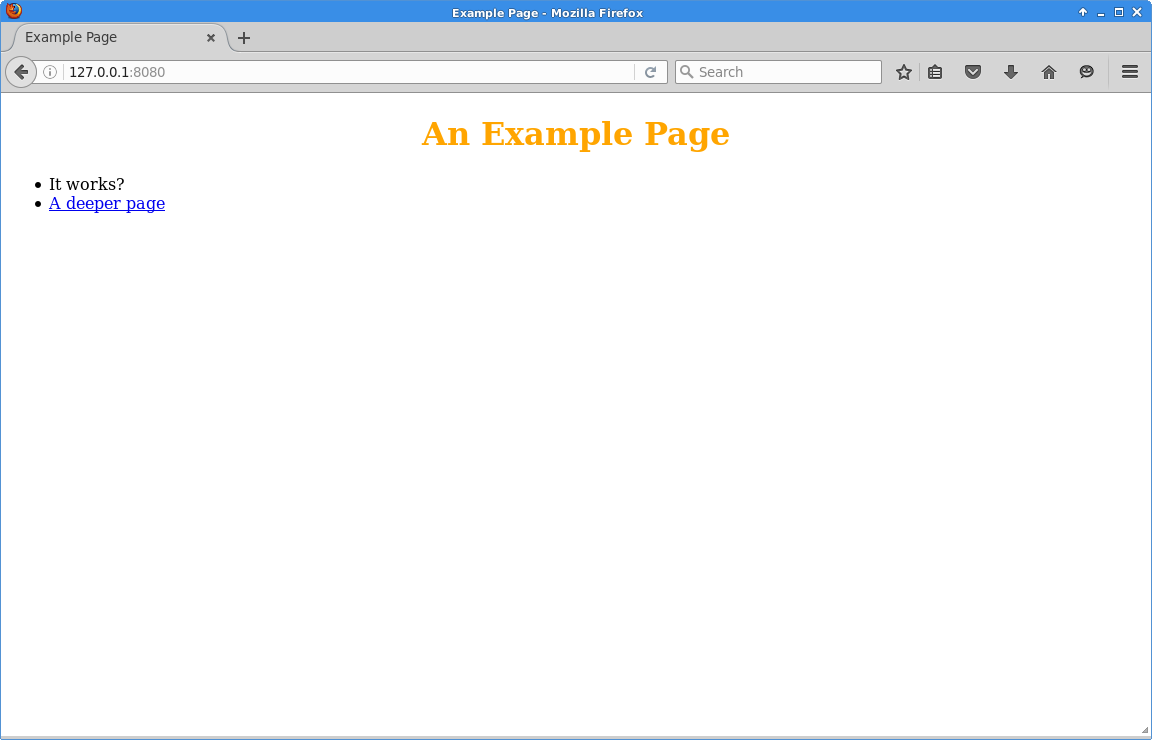 Example Page - Mozilla Firefox
Example Page
127.0.0.1:8080
Search
An Example Page
It works?
A deeper page